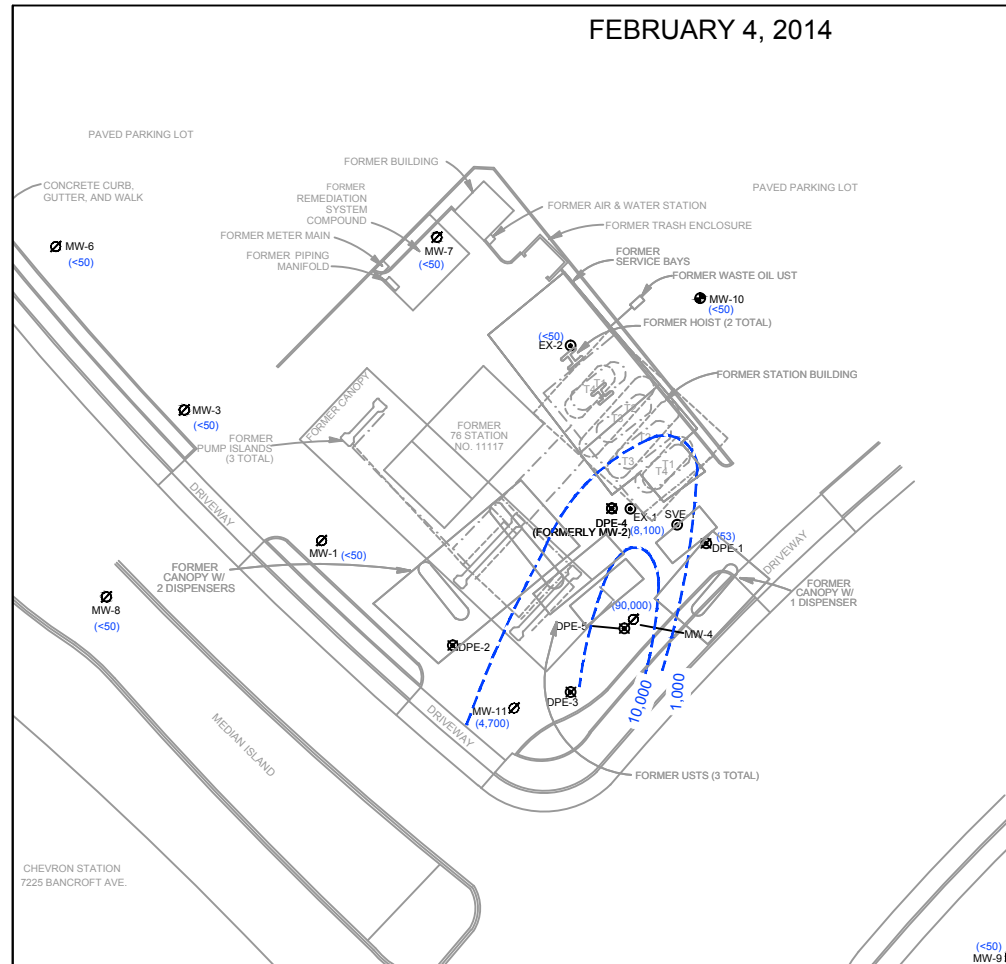 FEBRUARY 4, 2014
PAVED PARKING LOT
FORMER BUILDING
CONCRETE CURB,
GUTTER, AND WALK
FORMER
REMEDIATION
SYSTEM
COMPOUND
PAVED PARKING LOT
FORMER AIR & WATER STATION
FORMER TRASH ENCLOSURE
FORMER METER MAIN
MW-6
(<50)
MW-7
(<50)
FORMER PIPING
MANIFOLD
FORMER
SERVICE BAYS
FORMER WASTE OIL UST
MW-10
(<50)
FORMER HOIST (2 TOTAL)
(<50)
EX-2
FORMER STATION BUILDING
T1
T4
T2
T3
T2
T3
T1
T4
FORMER CANOPY
MW-3
(<50)
FORMER
PUMP ISLANDS
(3 TOTAL)
FORMER
76 STATION
NO. 11117
DRIVEWAY
DPE-4
(FORMERLY MW-2)
EX-1
(8,100)
SVE
(53)
DPE-1
DRIVEWAY
MW-1 (<50)
FORMER
CANOPY W/
2 DISPENSERS
FORMER
CANOPY W/
1 DISPENSER
MW-8
(<50)
(90,000)
DPE-5
MW-4
DPE-2
DPE-3
MW-11
(4,700)
DRIVEWAY
10,000
1,000
MEDIAN ISLAND
FORMER USTS (3 TOTAL)
CHEVRON STATION
7225 BANCROFT AVE.
(<50)
MW-9